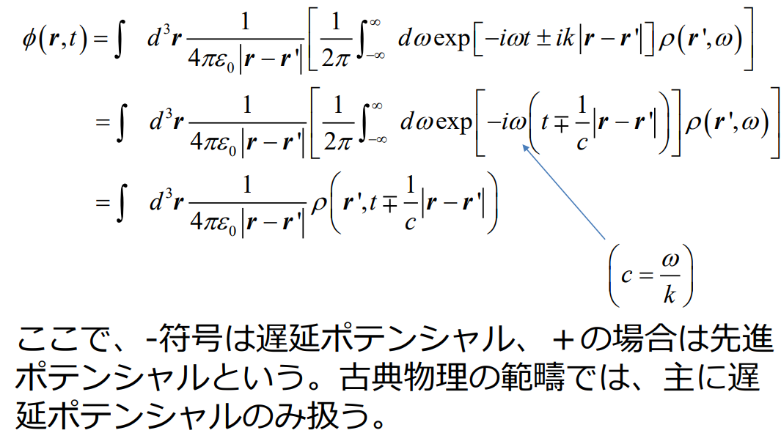 ϕ(r,t) = ∫ d³r 1/(4πε₀|r − r'|) [1/(2π) ∫_{−∞}^{∞} dω exp[−iωt ± ik|r − r'|] ρ(r',ω)]
= ∫ d³r 1/(4πε₀|r − r'|) [1/(2π) ∫_{−∞}^{∞} dω exp[−iω(t ∓ 1/c |r − r'|)] ρ(r',ω)]
= ∫ d³r 1/(4πε₀|r − r'|) ρ(r', t ∓ 1/c |r − r'|)
(c = ω/k)
ここで、-符号は遅延ポテンシャル、＋の場合は先進
ポテンシャルという。古典物理の範疇では、主に遅
延ポテンシャルのみ扱う。